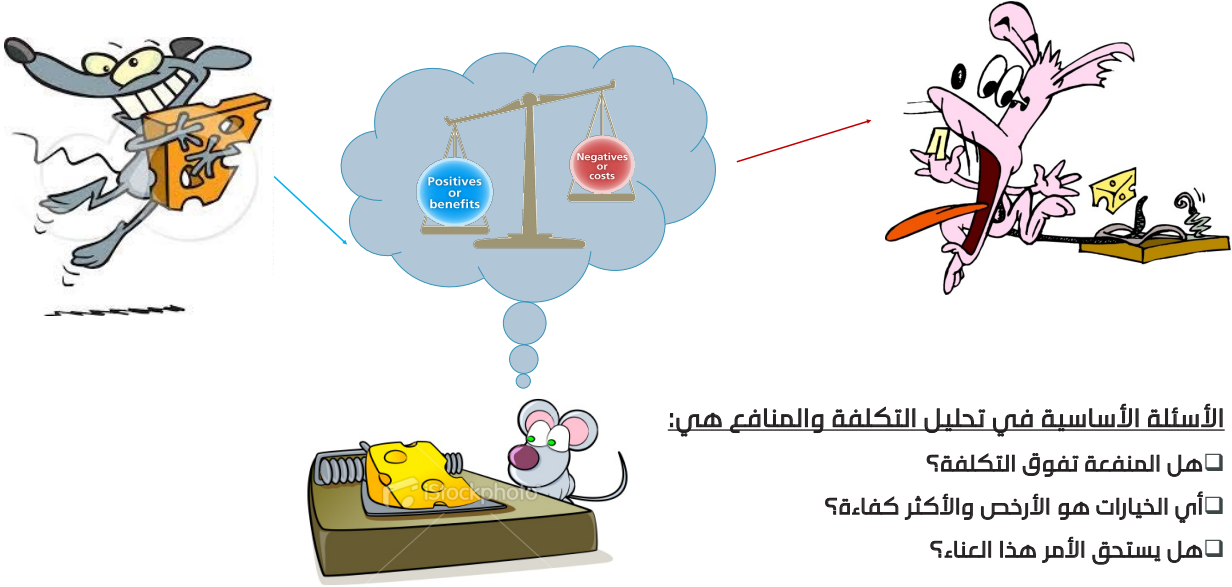 Positives
or
benefits
Negatives
or
costs
iStockphoto
الأسئلة الأساسية في تحليل التكلفة والمنافع هي:
❑هل المنفعة تفوق التكلفة؟
❑أي الخيارات هو الأرخص والأكثر كفاءة؟
❑هل يستحق الأمر هذا العناء؟